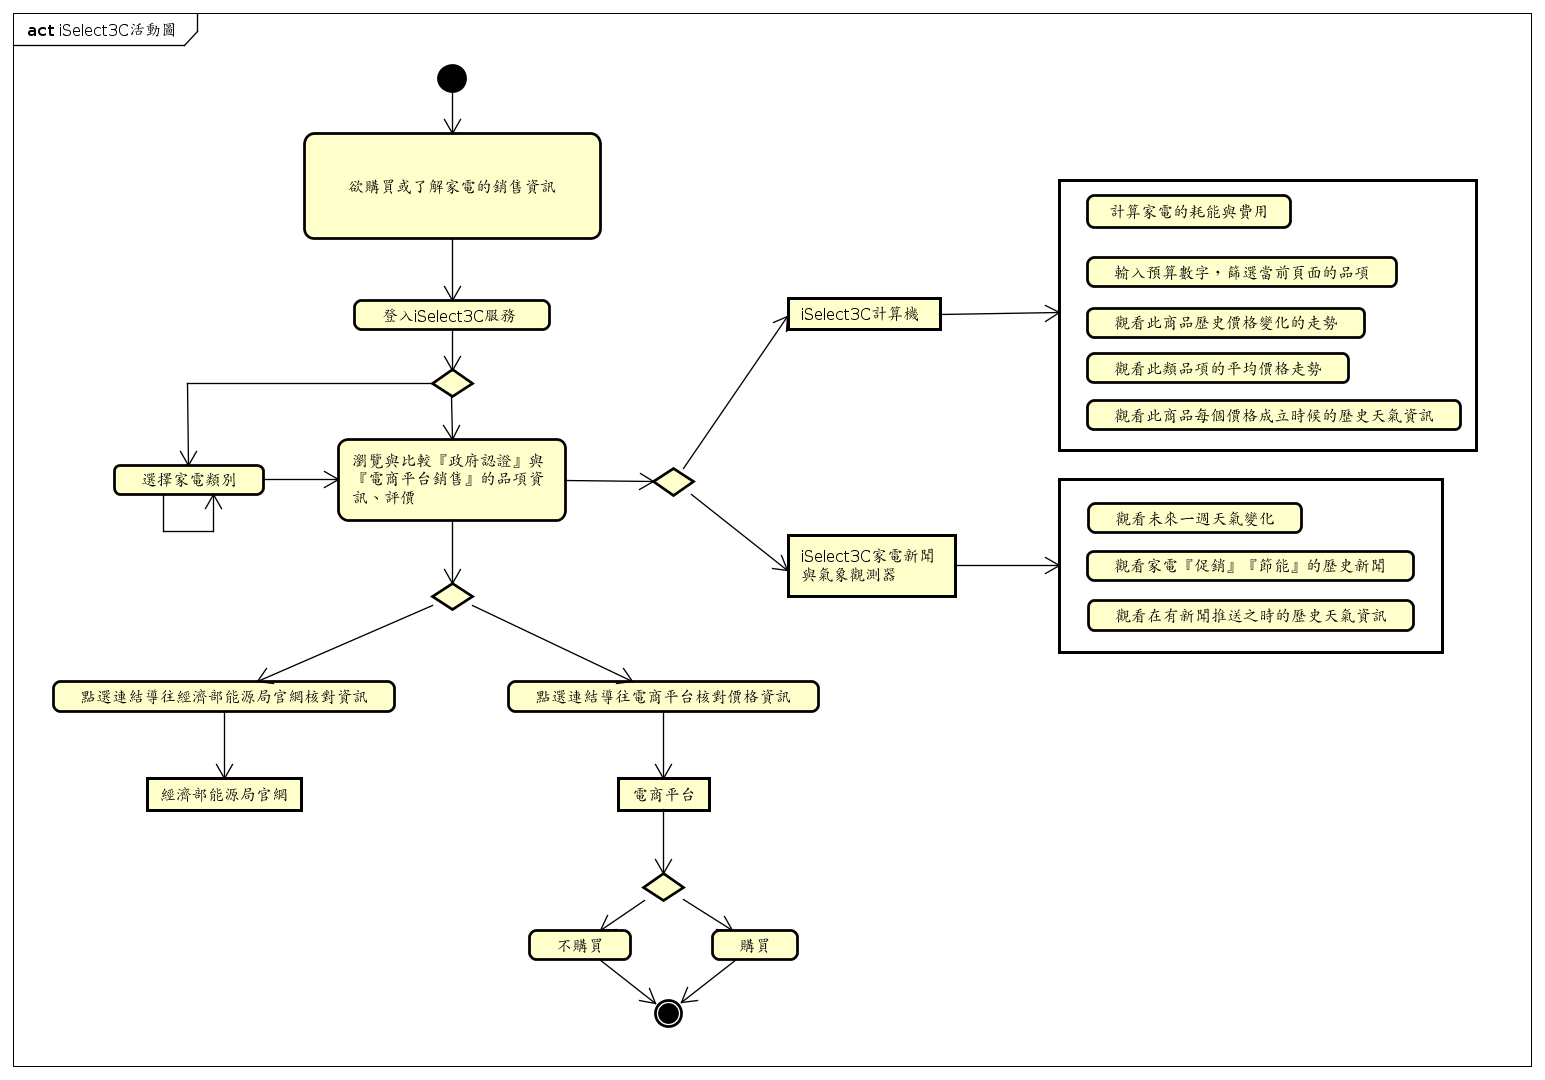 act iSelect3C活動圖
欲購買或了解家電的銷售資訊
登入iSelect3C服務
選擇家電類別
瀏覽與比較『政府認證』與
『電商平台銷售』的品項資
訊、評價
iSelect3C計算機
計算家電的耗能與費用
輸入預算數字，篩選當前頁面的品項
觀看此商品歷史價格變化的走勢
觀看此類品項的平均價格走勢
觀看此商品每個價格成立時候的歷史天氣資訊
iSelect3C家電新聞
與氣象觀測器
觀看未來一週天氣變化
觀看家電『促銷』『節能』的歷史新聞
觀看在有新聞推送之時的歷史天氣資訊
點選連結導往經濟部能源局官網核對資訊
點選連結導往電商平台核對價格資訊
經濟部能源局官網
電商平台
不購買
購買